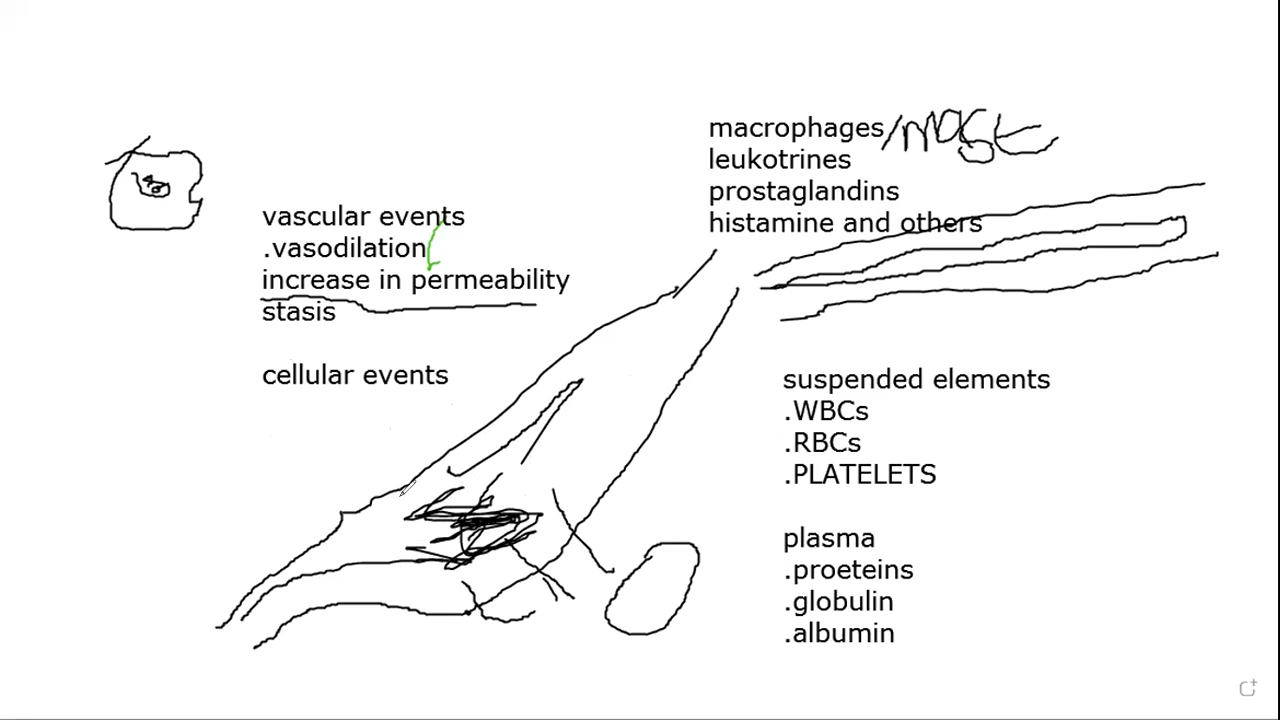 macrophages/mast
leukotrines
prostaglandins
histamine and others
vascular events
.vasodilation
increase in permeability
stasis
cellular events
suspended elements
.WBCs
.RBCs
.PLATELETS
plasma
.proeteins
.globulin
.albumin